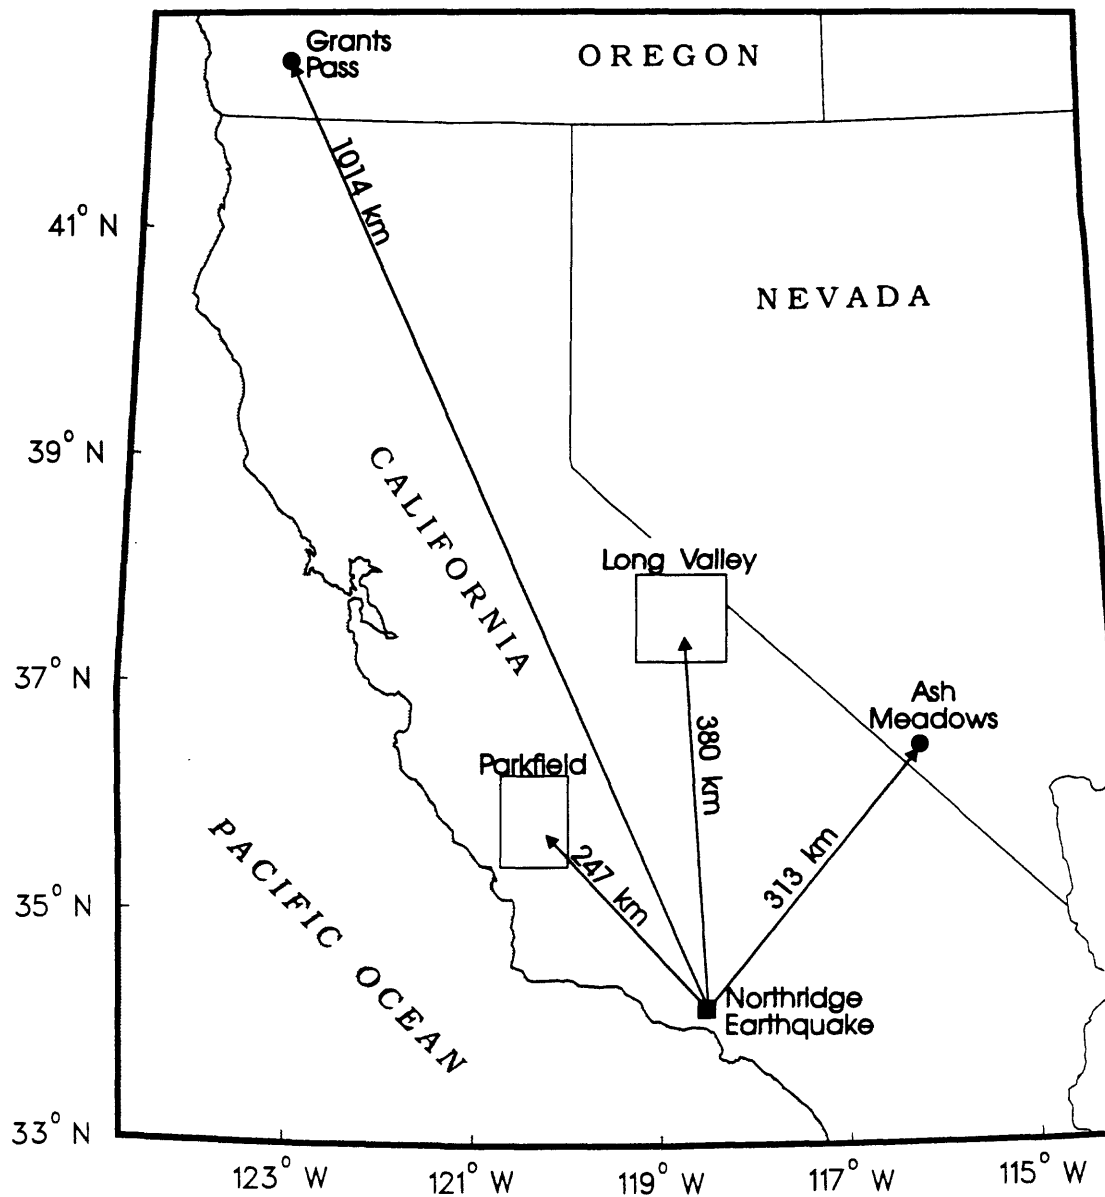 Grants
Pass
OREGON
1014 km
41° N
NEVADA
39° N
CALIFORNIA
Long Valley
37° N
Ash
Meadows
380 km
Parkfield
247 km
313 km
PACIFIC OCEAN
35° N
Northridge
Earthquake
33° N
123° W
121° W
119° W
117° W
115° W